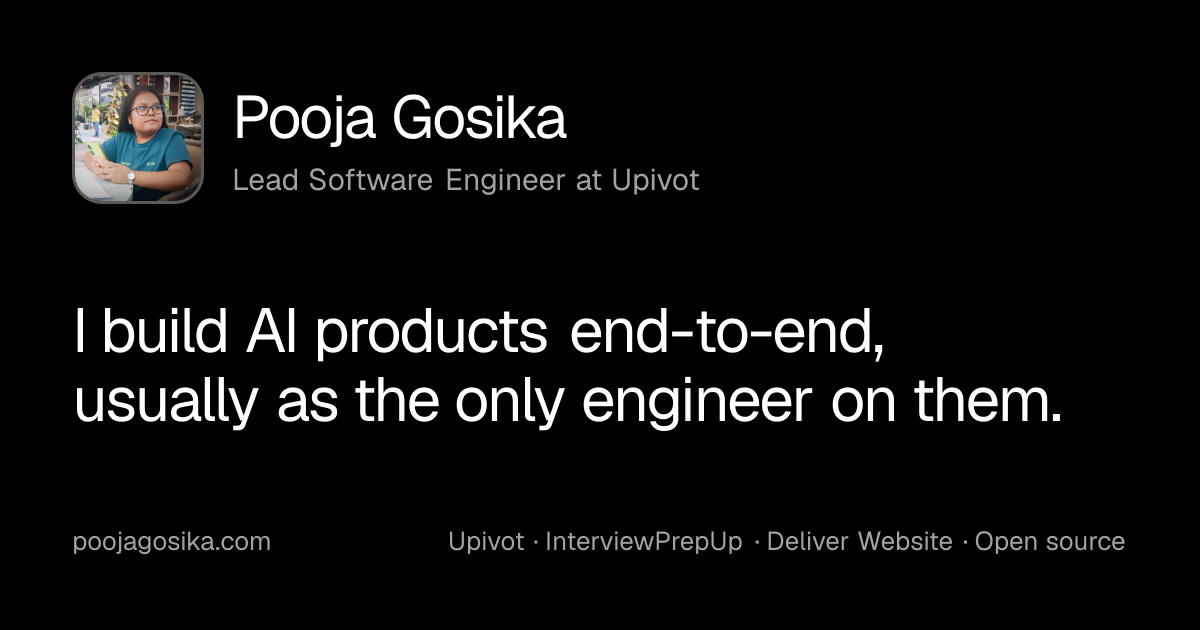 Pooja Gosika
Lead Software Engineer at Upivot
I build AI products end-to-end,
usually as the only engineer on them.
poojagosika.com
Upivot · InterviewPrepUp · Deliver Website · Open source